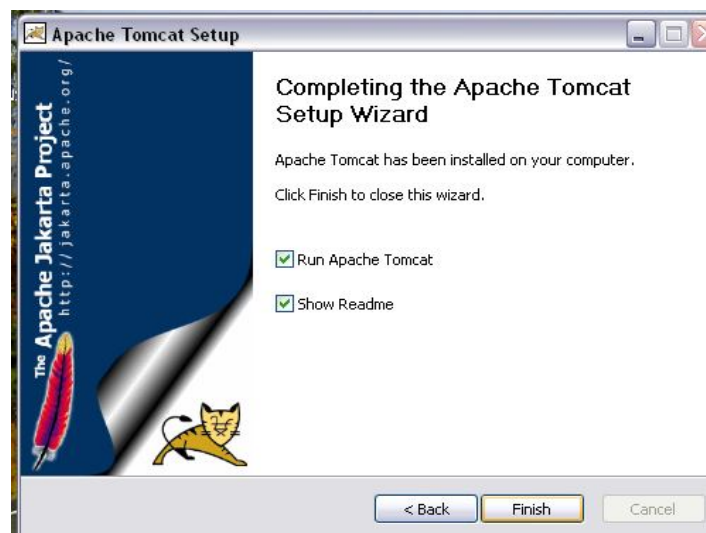 Apache Tomcat Setup
The Apache Jakarta Project
http://jakarta.apache.org/
Completing the Apache Tomcat
Setup Wizard
Apache Tomcat has been installed on your computer.
Click Finish to close this wizard.
Run Apache Tomcat
Show Readme
< Back
Finish
Cancel